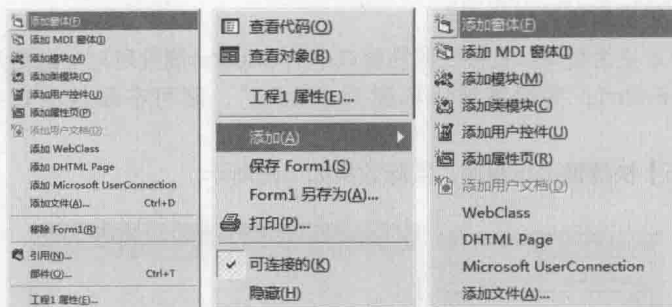 添加窗体(F)
添加 MDI 窗体(I)
添加模块(M)
添加类模块(C)
添加用户控件(U)
添加属性页(P)
添加用户文档(D)
添加 WebClass
添加 DHTML Page
添加 Microsoft UserConnection
添加文件(A)... Ctrl+D
移除 Form1(R)
引用(N)...
部件(O)... Ctrl+T
工程1 属性(E)...
查看代码(O)
查看对象(B)
工程1 属性(E)...
添加(A)
保存 Form1(S)
Form1 另存为(A)...
打印(P)...
可连接的(K)
隐藏(H)
添加窗体(F)
添加 MDI 窗体(I)
添加模块(M)
添加类模块(C)
添加用户控件(U)
添加属性页(R)
添加用户文档(D)
WebClass
DHTML Page
Microsoft UserConnection
添加文件(A)...